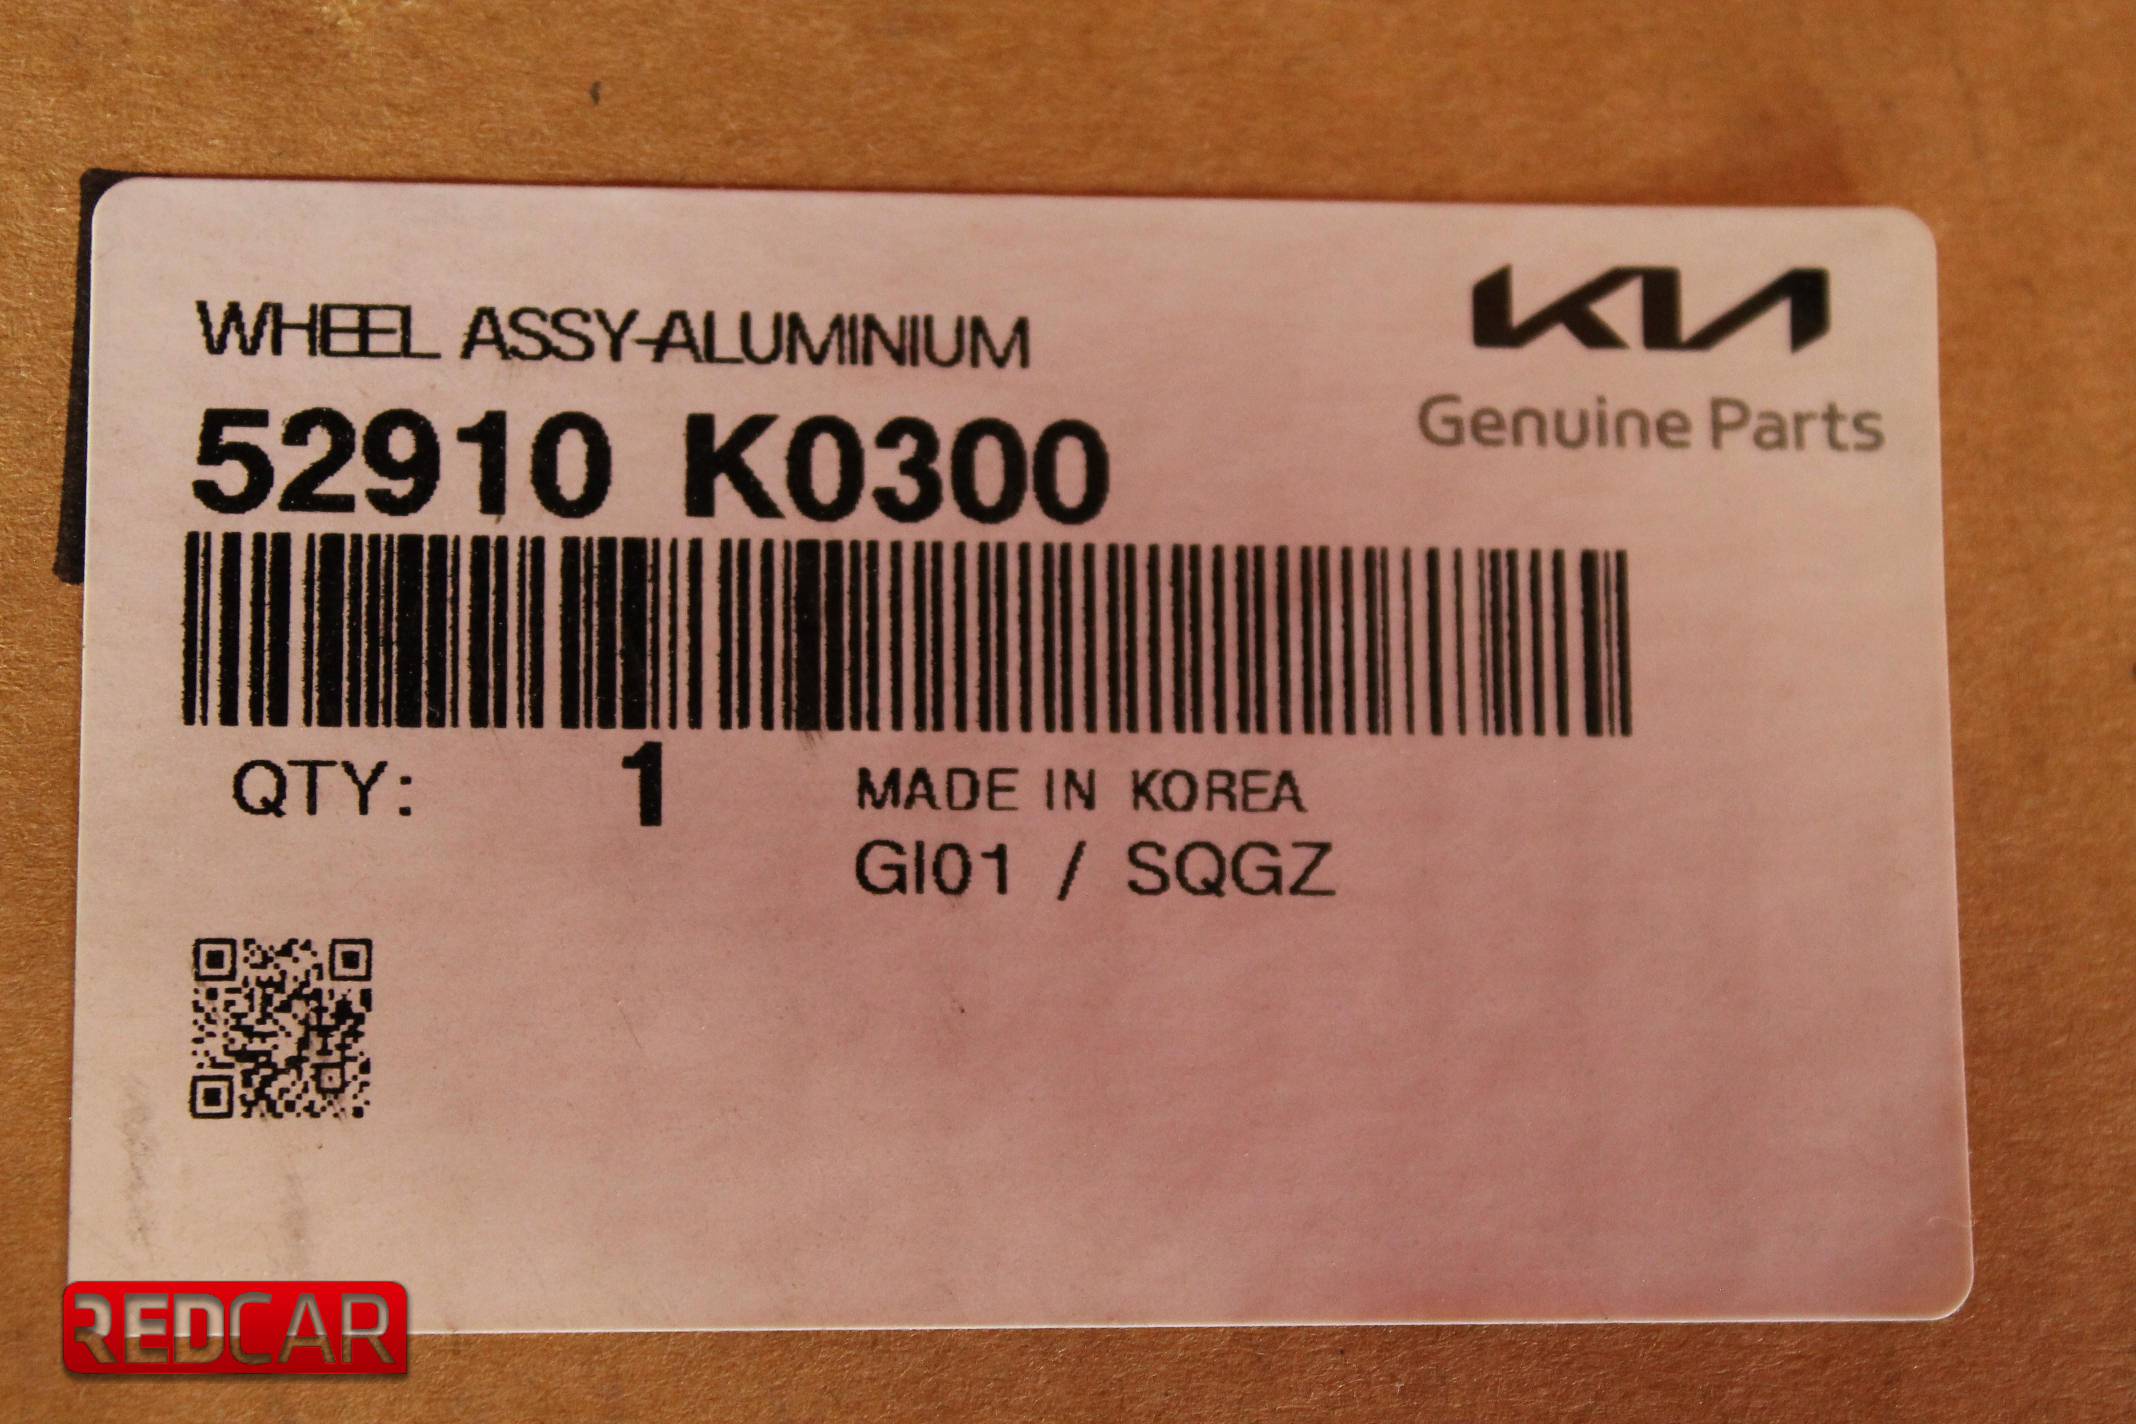 KIA
Genuine Parts
WHEEL ASSY-ALUMINIUM
52910 K0300
QTY: 1 MADE IN KOREA
GI01 / SQGZ
REDCAR